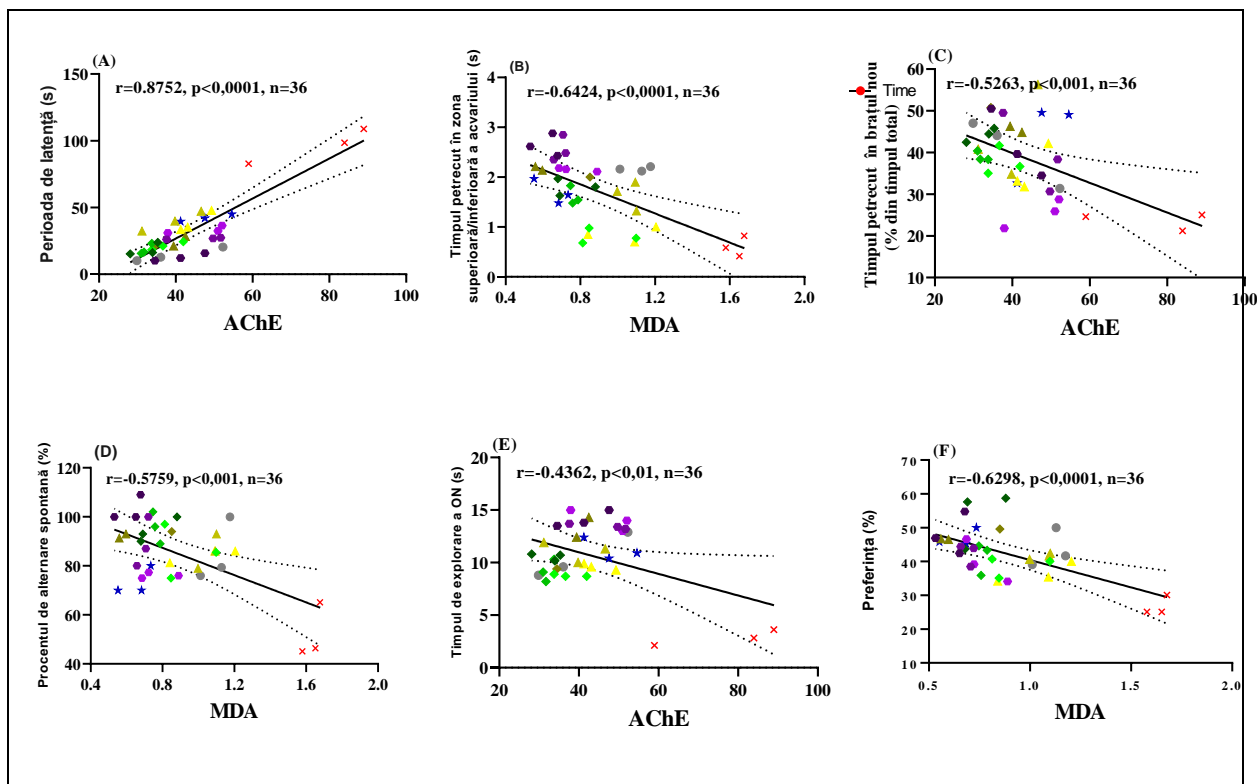 (A)
r=0.8752, p<0,0001, n=36
Perioada de latență (s)
150
100
50
0
20
40
60
80
100
AChE
(B)
r=-0.6424, p<0,0001, n=36
Timpul petrecut în zona
superioară/inferioară a acvariului (s)
4
3
2
1
0
0.4
0.8
1.2
1.6
2.0
MDA
(C)
r=-0.5263, p<0,001, n=36
Time
Timpul petrecut în brațul nou
(% din timpul total)
60
50
40
30
20
10
20
40
60
80
100
AChE
(D)
r=-0.5759, p<0,001, n=36
Procentul de alternare spontană (%)
120
100
80
60
40
0.4
0.8
1.2
1.6
2.0
MDA
(E)
r=-0.4362, p<0,01, n=36
Timpul de explorare a ON (s)
20
15
10
5
0
20
40
60
80
100
AChE
(F)
r=-0.6298, p<0,0001, n=36
Preferința (%)
70
60
50
40
30
20
10
0.5
1.0
1.5
2.0
MDA